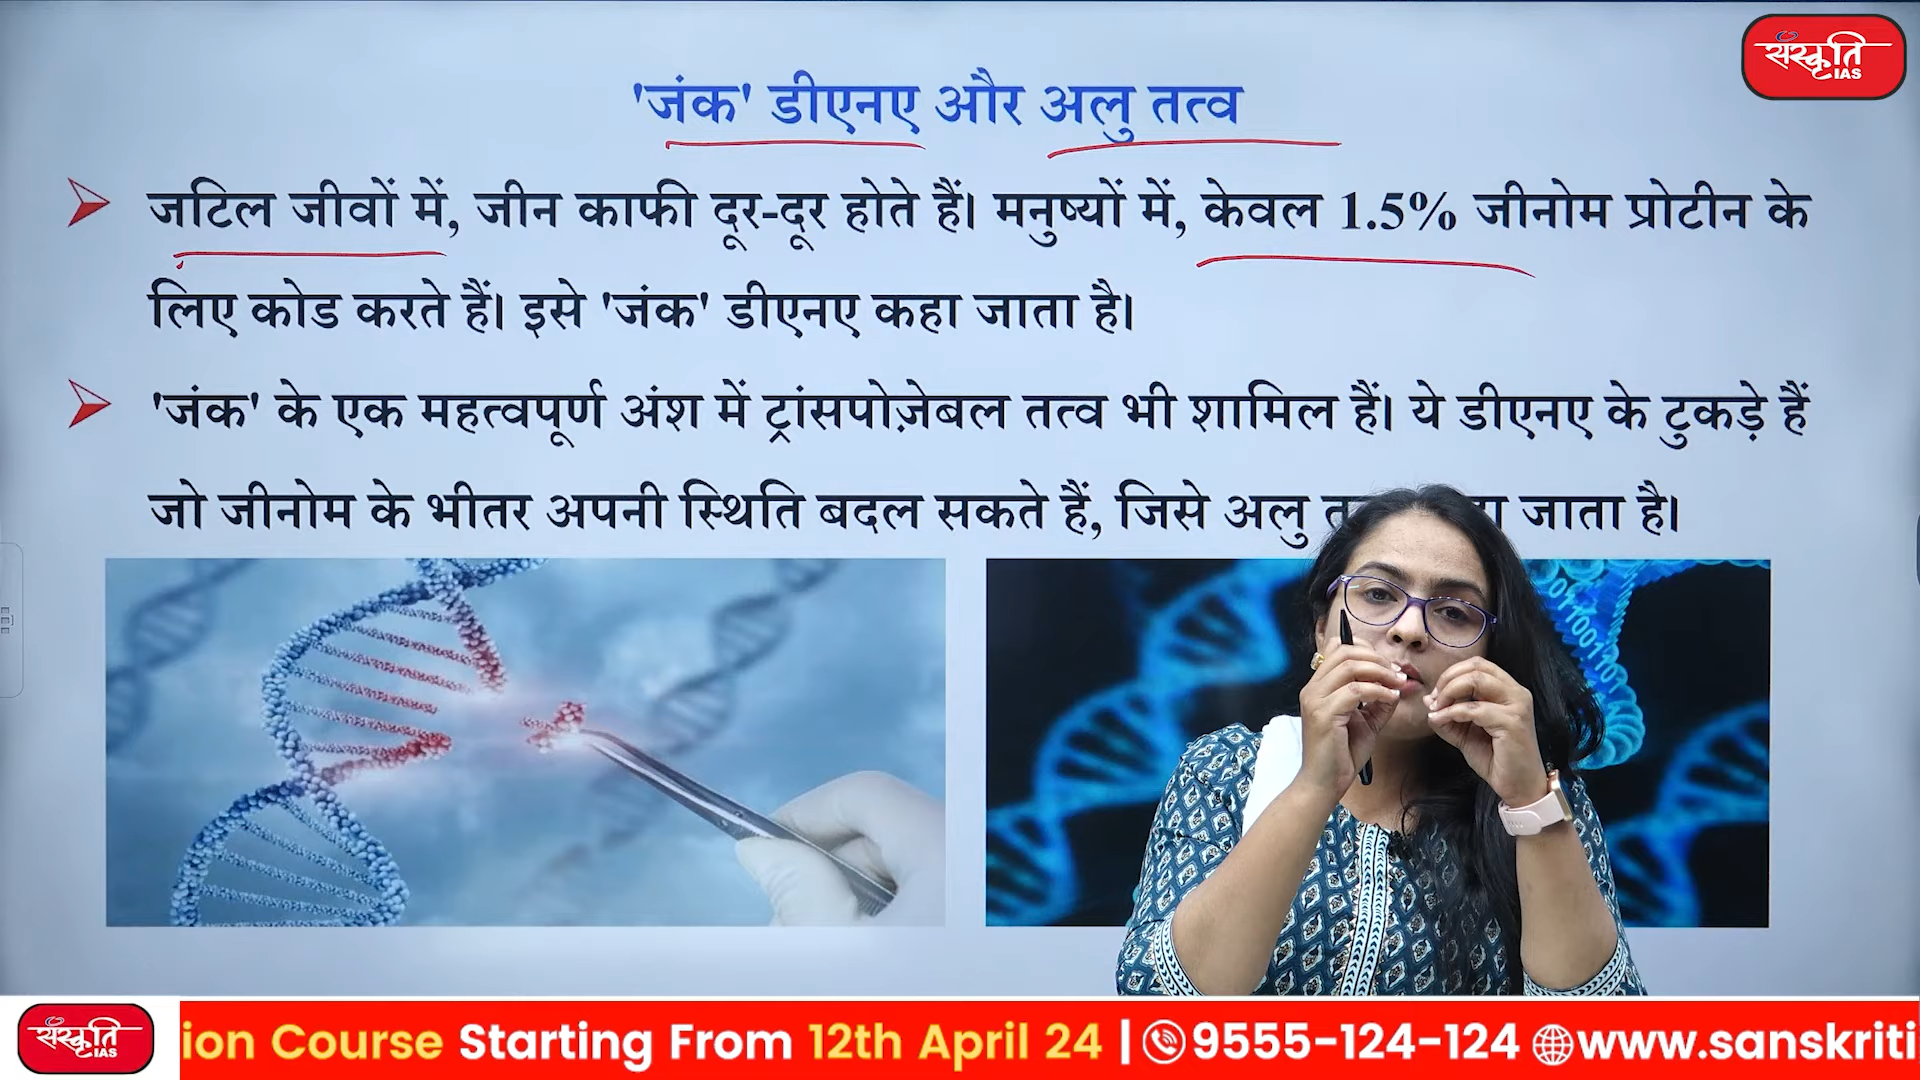 संस्कृति
IAS
'जंक' डीएनए और अलु तत्व
जटिल जीवों में, जीन काफी दूर-दूर होते हैं। मनुष्यों में, केवल 1.5% जीनोम प्रोटीन के
लिए कोड करते हैं। इसे 'जंक' डीएनए कहा जाता है।
'जंक' के एक महत्वपूर्ण अंश में ट्रांसपोज़ेबल तत्व भी शामिल हैं। ये डीएनए के टुकड़े हैं
जो जीनोम के भीतर अपनी स्थिति बदल सकते हैं, जिसे अलु जाता है।
संस्कृति
IAS
ion Course Starting From 12th April 24 | 9555-124-124 www.sanskriti